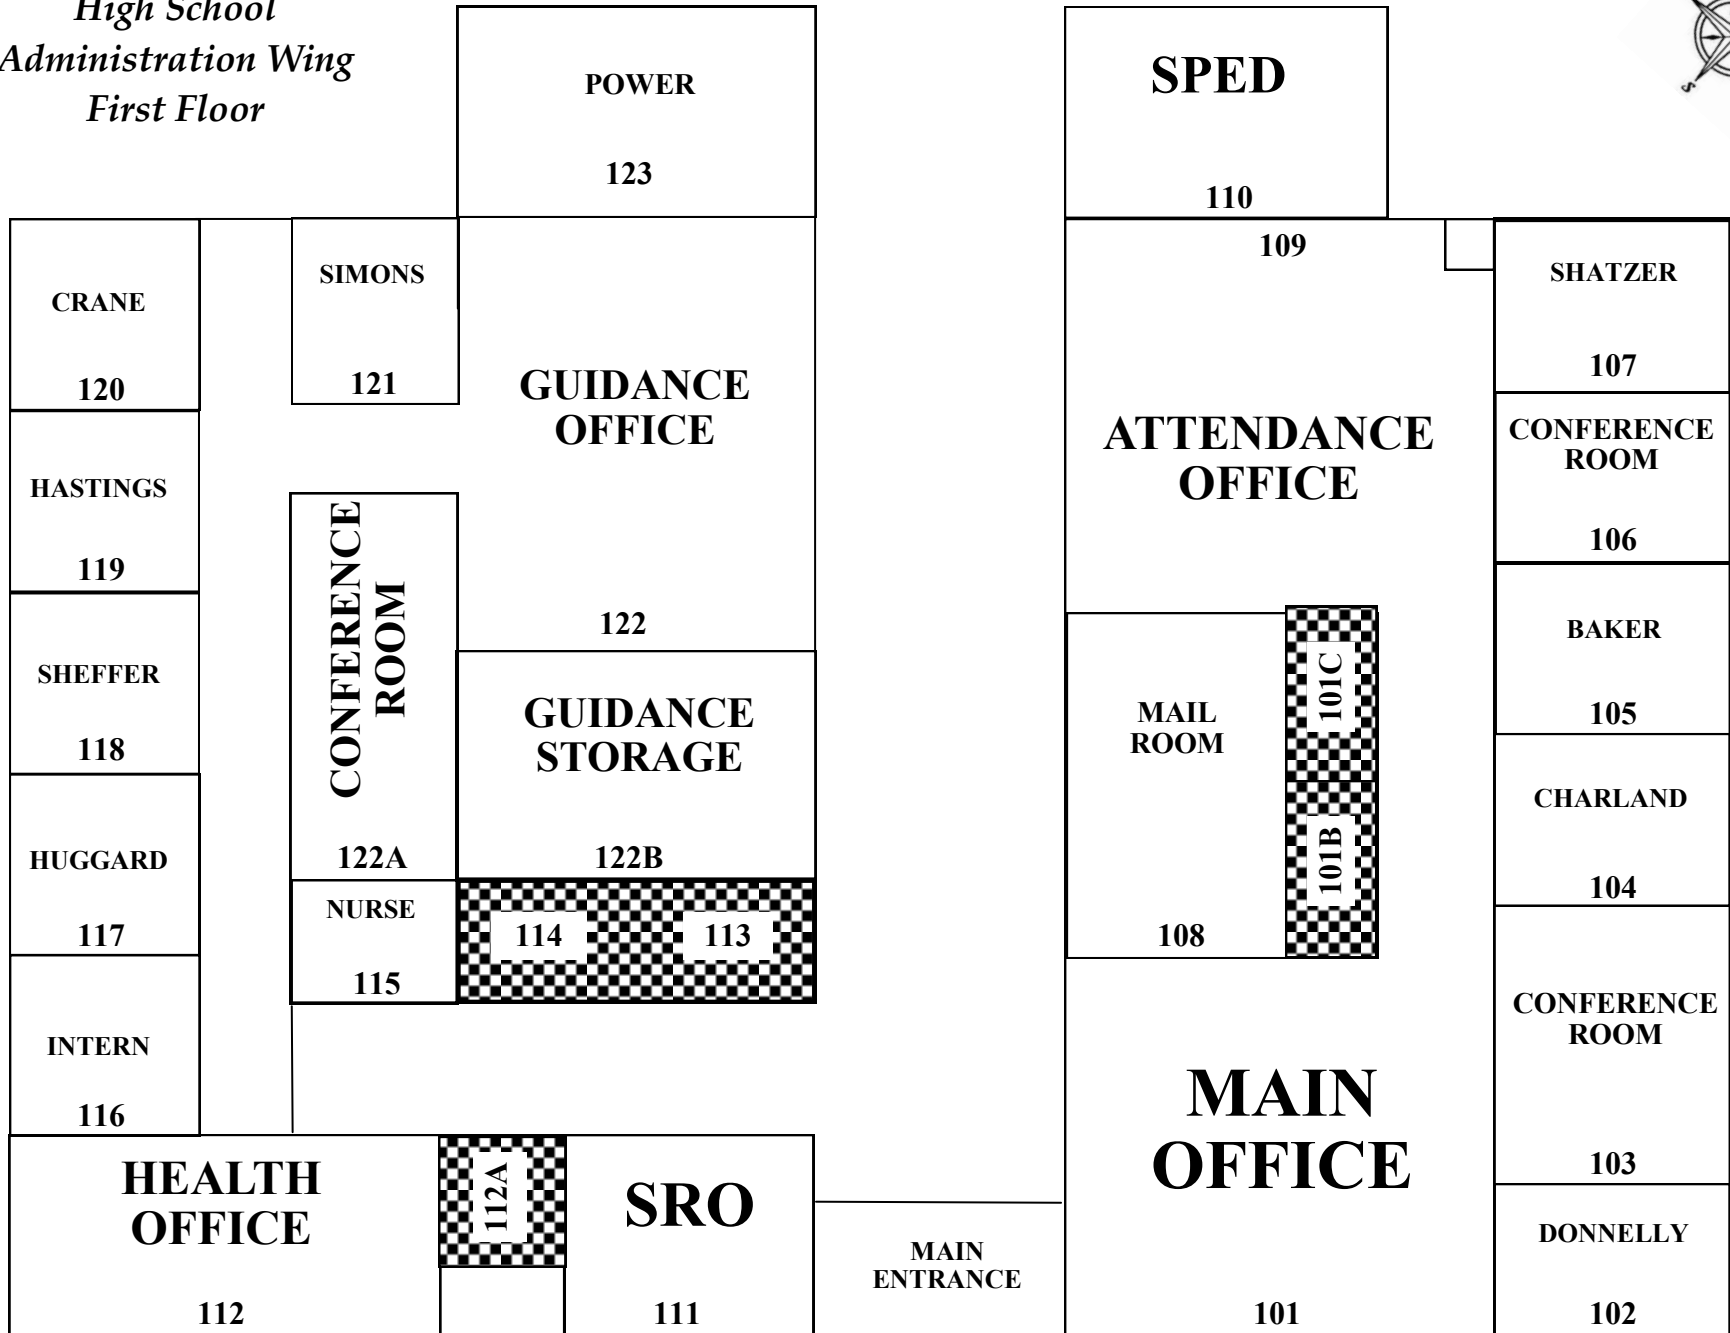 High School
Administration Wing
First Floor
POWER
123
SPED
110
S
CRANE
120
SIMONS
121
GUIDANCE
OFFICE
122
109
ATTENDANCE
OFFICE
SHATZER
107
CONFERENCE
ROOM
106
HASTINGS
119
CONFERENCE
ROOM
122A
SHEFFER
118
GUIDANCE
STORAGE
122B
MAIL
ROOM
108
101C
101B
BAKER
105
CHARLAND
104
HUGGARD
117
NURSE
115
114
113
INTERN
116
MAIN
OFFICE
101
CONFERENCE
ROOM
103
HEALTH
OFFICE
112
112A
SRO
111
MAIN
ENTRANCE
DONNELLY
102